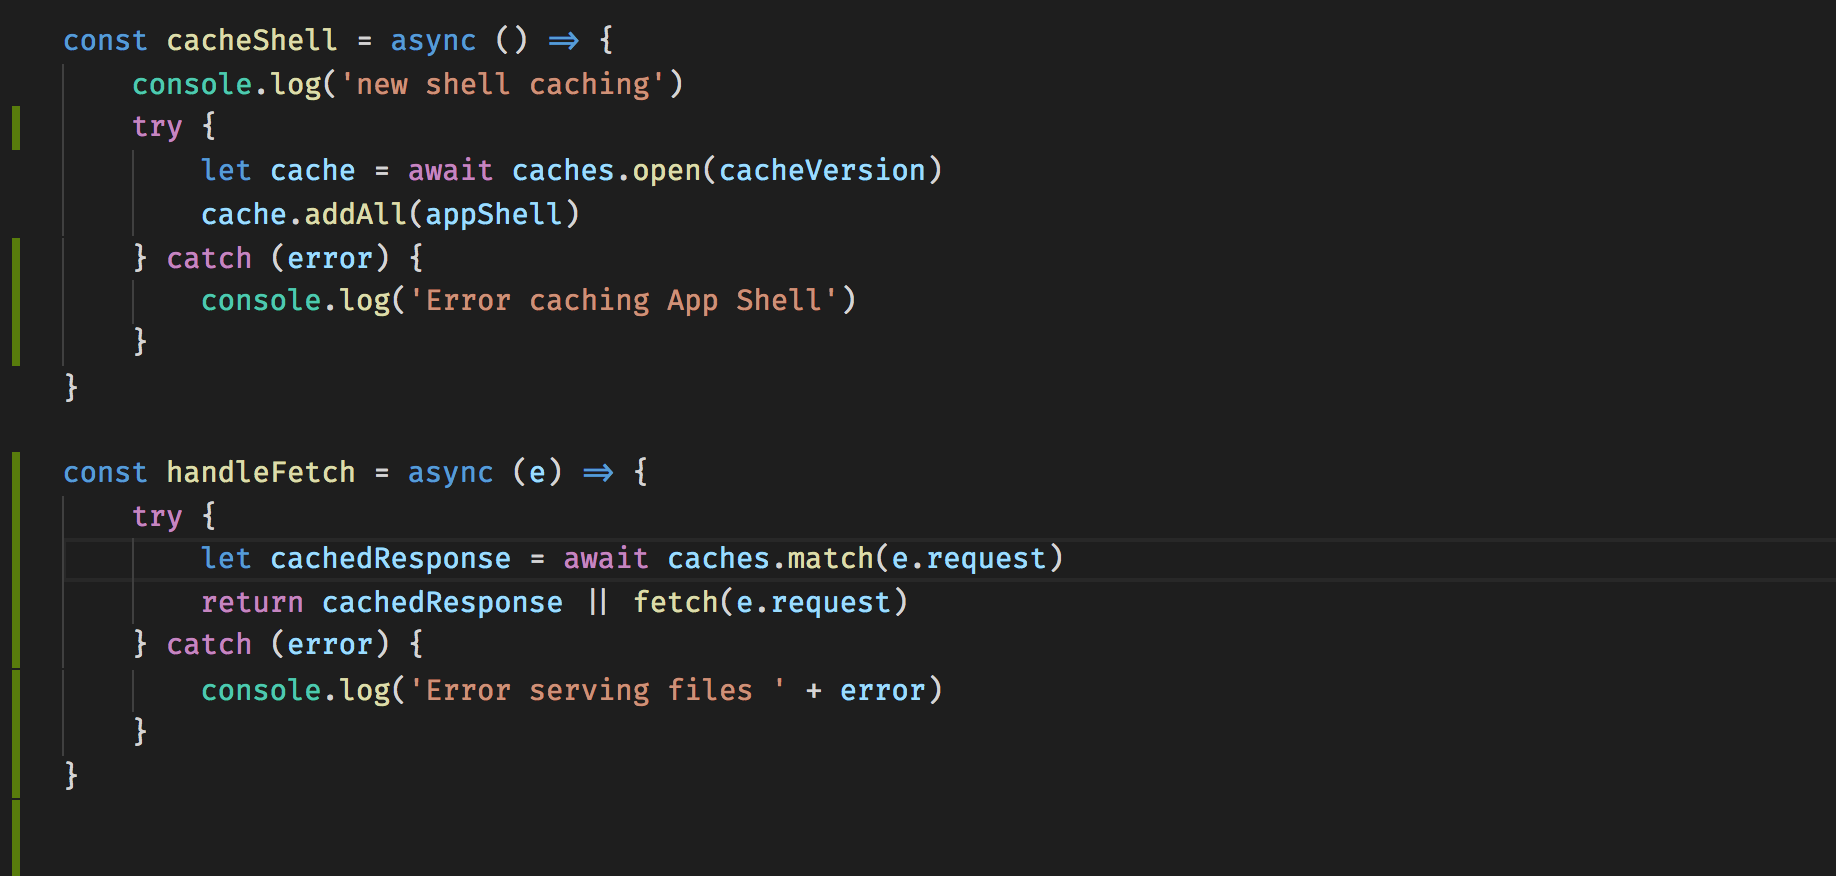 const cacheShell = async () => {
    console.log('new shell caching')
    try {
        let cache = await caches.open(cacheVersion)
        cache.addAll(appShell)
    } catch (error) {
        console.log('Error caching App Shell')
    }
}

const handleFetch = async (e) => {
    try {
        let cachedResponse = await caches.match(e.request)
        return cachedResponse || fetch(e.request)
    } catch (error) {
        console.log('Error serving files ' + error)
    }
}